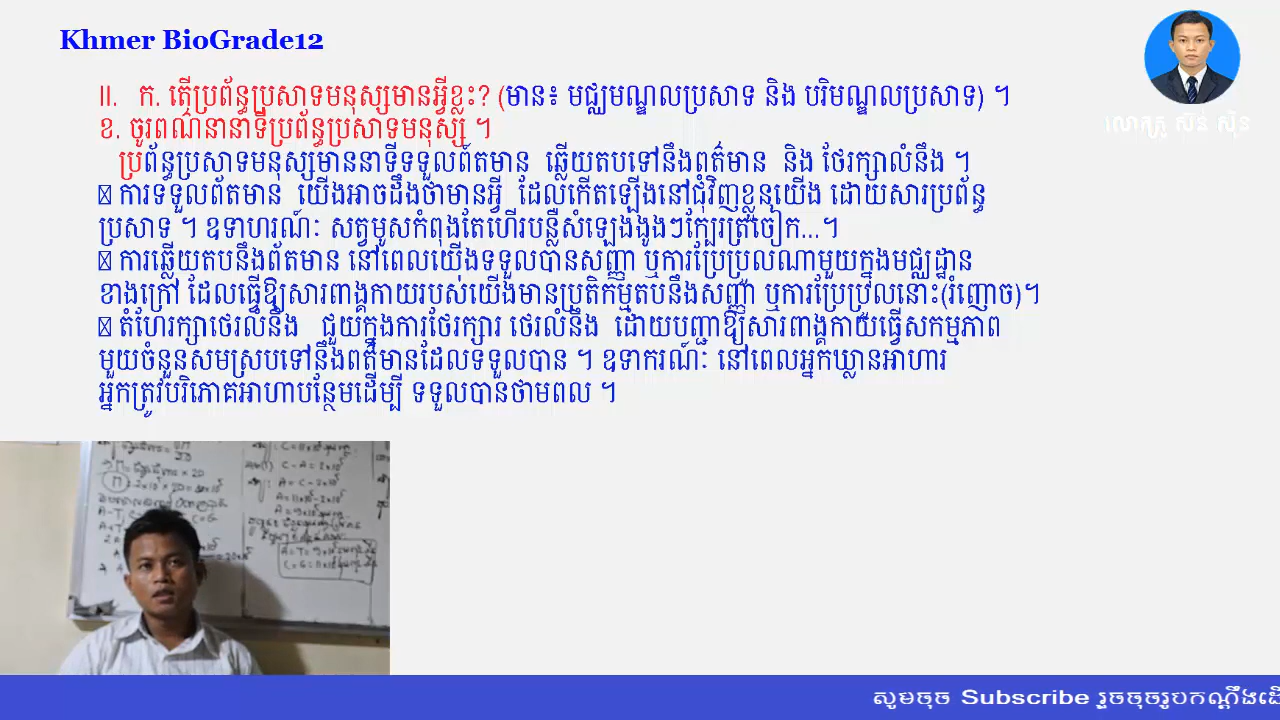 Khmer BioGrade12
II. ក. តើប្រព័ន្ធប្រសាទមនុស្សមានអ្វីខ្លះ? (មាន៖ មជ្ឈមណ្ឌលប្រសាទ និង បរិមណ្ឌលប្រសាទ) ។
ខ. ចូរពណ៌នានាទីប្រព័ន្ធប្រសាទមនុស្ស ។
ប្រព័ន្ធប្រសាទមនុស្សមាននាទីទទួលព័តមាន ឆ្លើយតបទៅនឹងពត៌មាន និង ថែរក្សាលំនឹង ។
ការទទួលព័តមាន យើងអាចដឹងថាមានអ្វី ដែលកើតឡើងនៅជុំវិញខ្លួនយើង ដោយសារប្រព័ន្ធ
ប្រសាទ ។ ឧទាហរណ៍ៈ សត្វមូសកំពុងតែហើរបន្លឺសំឡេងងូងៗក្បែរត្រចៀក...។
ការឆ្លើយតបនឹងព័តមាន នៅពេលយើងទទួលបានសញ្ញា ឬការប្រែប្រួលណាមួយក្នុងមជ្ឈដ្ឋាន
ខាងក្រៅ ដែលធ្វើឱ្យសារពាង្គកាយរបស់យើងមានប្រតិកម្មតបនឹងសញ្ញា ឬការប្រែប្រួលនោះ(រំញោច)។
តំហែរក្សាថេរលំនឹង ជួយក្នុងការថែរក្សារ ថេរលំនឹង ដោយបញ្ជាឱ្យសារពាង្គកាយធ្វើសកម្មភាព
មួយចំនួនសមស្របទៅនឹងពត៌មានដែលទទួលបាន ។ ឧទាករណ៍ៈ នៅពេលអ្នកឃ្លានអាហារ
អ្នកត្រូវបរិភោគអាហាបន្ថែមដើម្បី ទទួលបានថាមពល ។
លោកគ្រូ ស៊ន ស៊ុន
សូមចុច Subscribe រួចចុចរូបកណ្ដឹងដើ